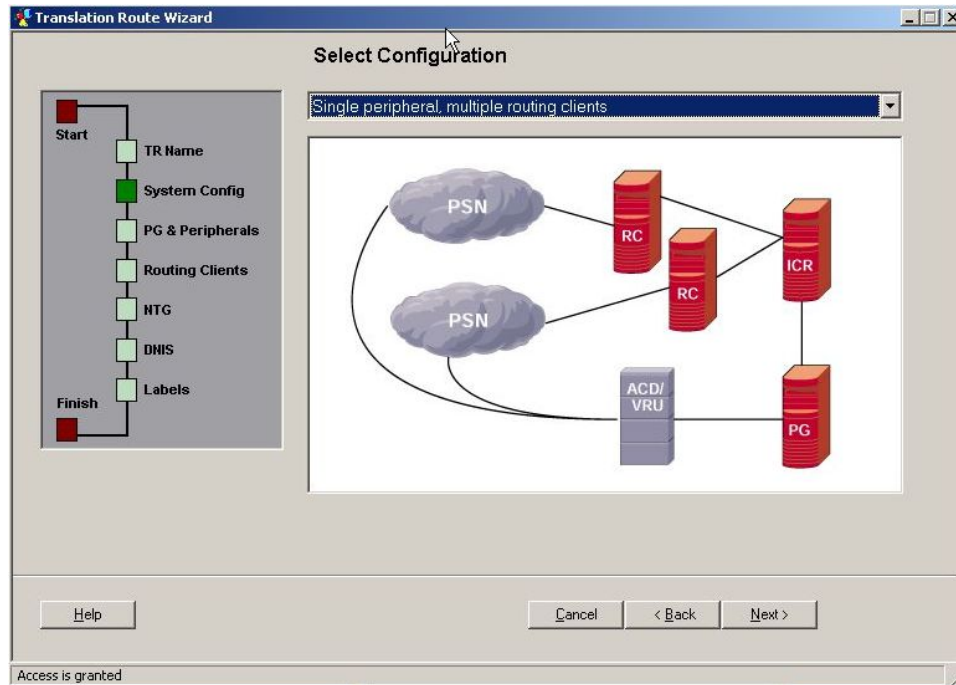 Translation Route Wizard
Select Configuration
Single peripheral, multiple routing clients
Start
TR Name
System Config
PG & Peripherals
Routing Clients
NTG
DNIS
Labels
Finish
PSN
RC
ICR
RC
PSN
ACD/
VRU
PG
Help
Cancel
< Back
Next >
Access is granted